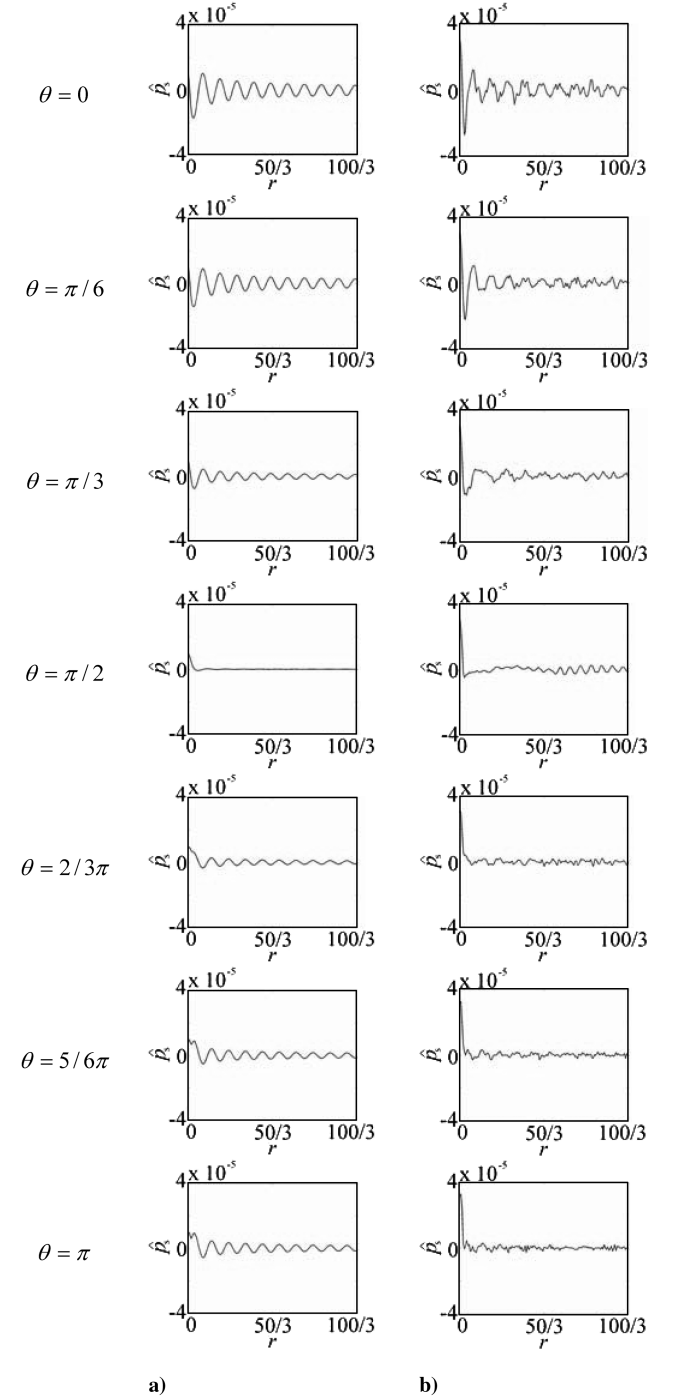 4 x 10⁻⁵ 4 x 10⁻⁵
θ = 0 p̂ₛ 0 p̂ₛ 0
-4 -4
0 50/3 100/3 0 50/3 100/3
r r
4 x 10⁻⁵ 4 x 10⁻⁵
θ = π / 6 p̂ₛ 0 p̂ₛ 0
-4 -4
0 50/3 100/3 0 50/3 100/3
r r
4 x 10⁻⁵ 4 x 10⁻⁵
θ = π / 3 p̂ₛ 0 p̂ₛ 0
-4 -4
0 50/3 100/3 0 50/3 100/3
r r
4 x 10⁻⁵ 4 x 10⁻⁵
θ = π / 2 p̂ₛ 0 p̂ₛ 0
-4 -4
0 50/3 100/3 0 50/3 100/3
r r
4 x 10⁻⁵ 4 x 10⁻⁵
θ = 2 / 3π p̂ₛ 0 p̂ₛ 0
-4 -4
0 50/3 100/3 0 50/3 100/3
r r
4 x 10⁻⁵ 4 x 10⁻⁵
θ = 5 / 6π p̂ₛ 0 p̂ₛ 0
-4 -4
0 50/3 100/3 0 50/3 100/3
r r
4 x 10⁻⁵ 4 x 10⁻⁵
θ = π p̂ₛ 0 p̂ₛ 0
-4 -4
0 50/3 100/3 0 50/3 100/3
r r
a) b)